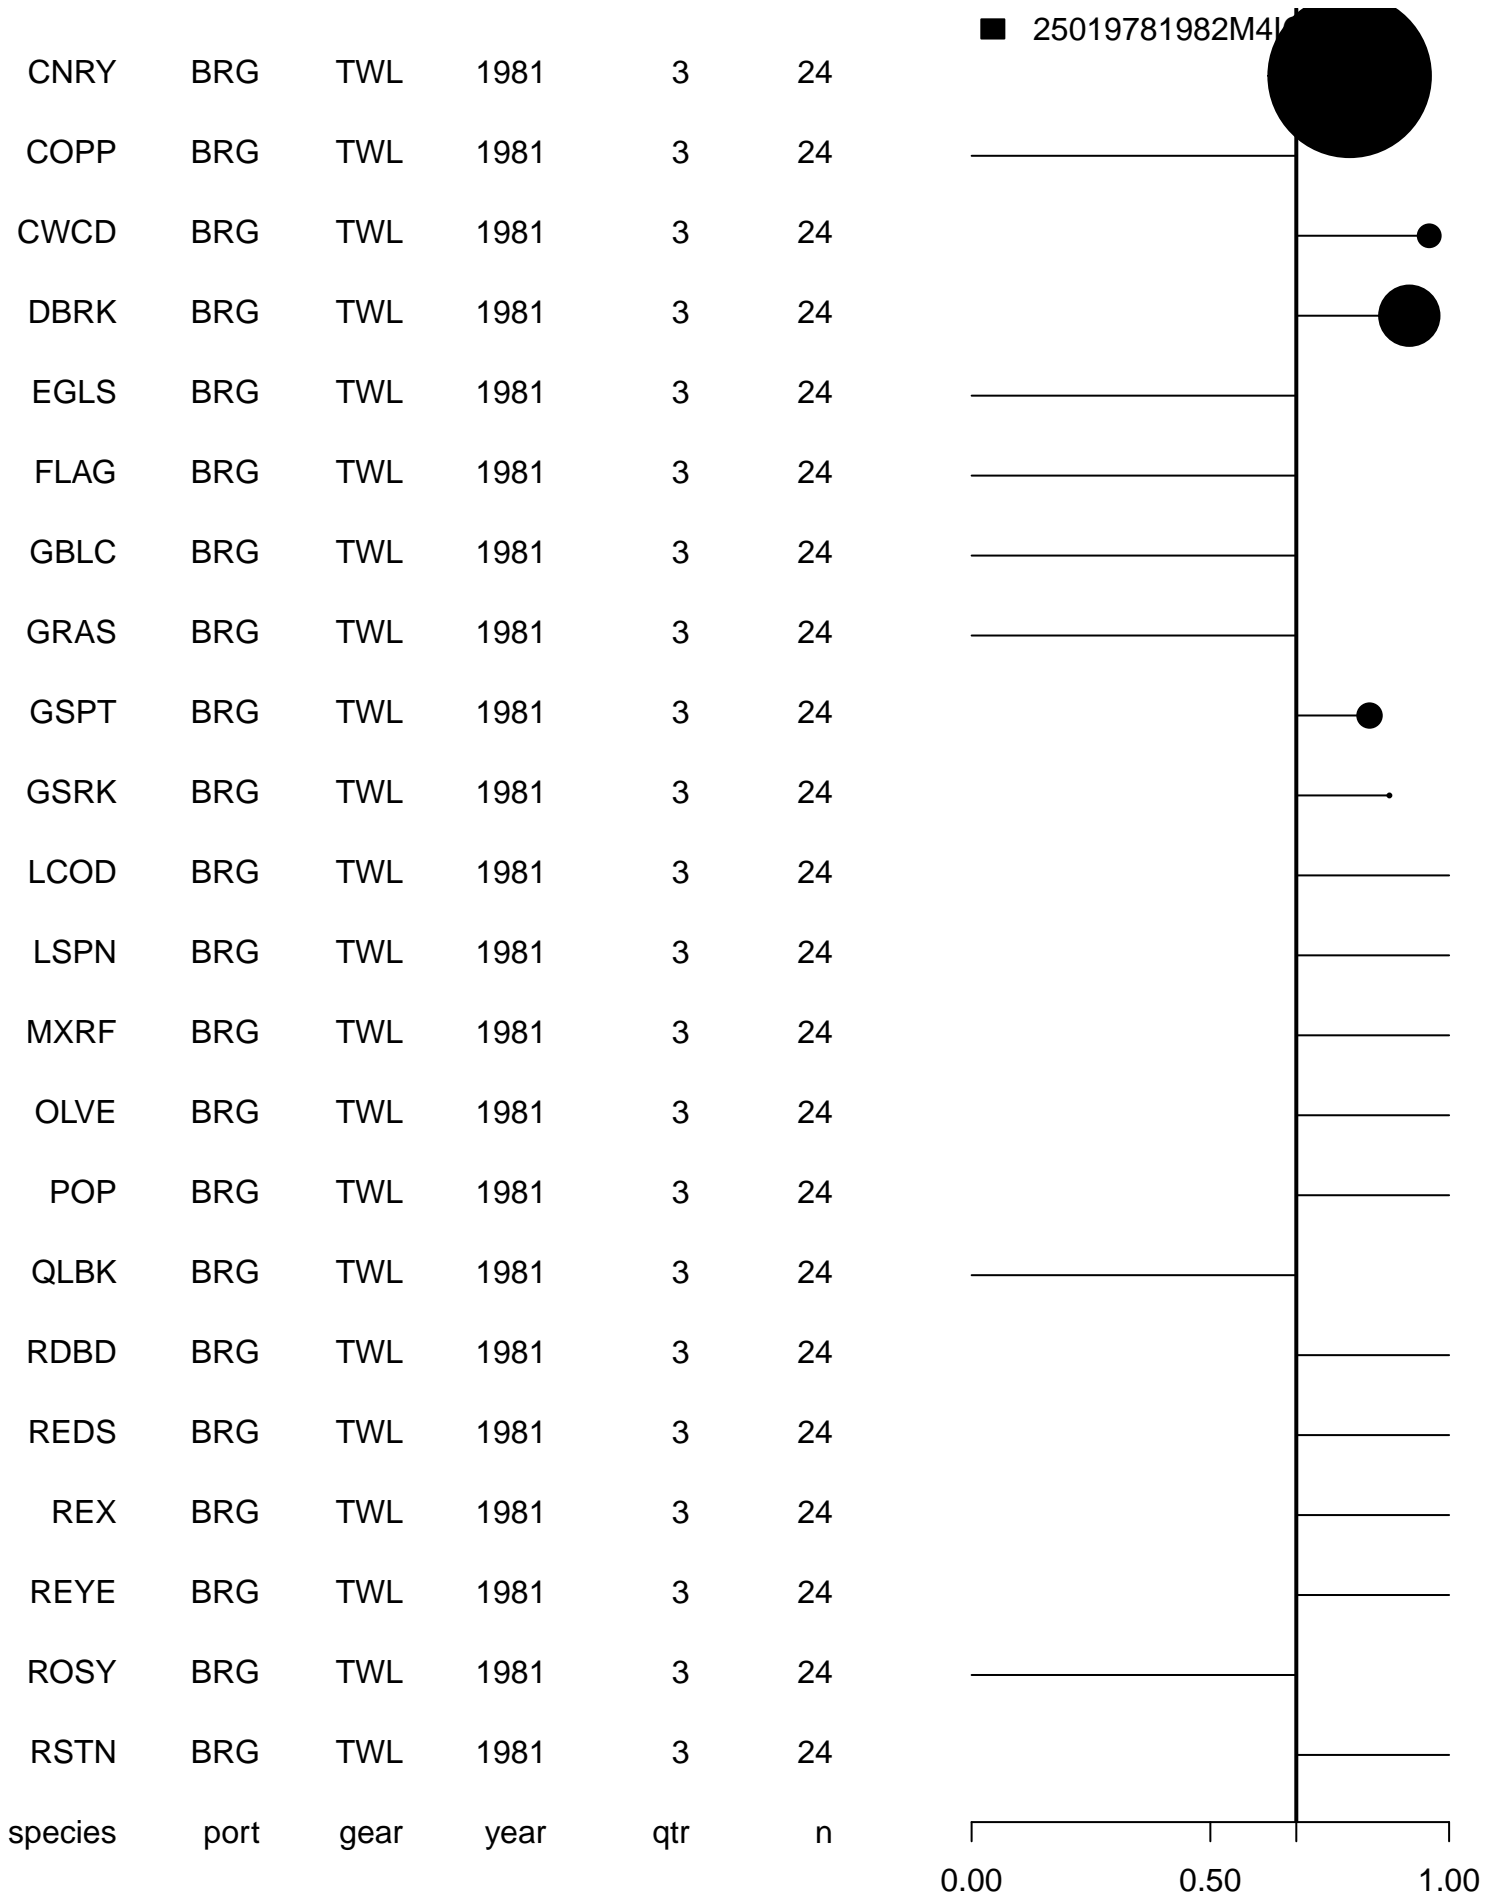 25019781982M4I
CNRY BRG TWL 1981 3 24
COPP BRG TWL 1981 3 24
CWCD BRG TWL 1981 3 24
DBRK BRG TWL 1981 3 24
EGLS BRG TWL 1981 3 24
FLAG BRG TWL 1981 3 24
GBLC BRG TWL 1981 3 24
GRAS BRG TWL 1981 3 24
GSPT BRG TWL 1981 3 24
GSRK BRG TWL 1981 3 24
LCOD BRG TWL 1981 3 24
LSPN BRG TWL 1981 3 24
MXRF BRG TWL 1981 3 24
OLVE BRG TWL 1981 3 24
POP BRG TWL 1981 3 24
QLBK BRG TWL 1981 3 24
RDBD BRG TWL 1981 3 24
REDS BRG TWL 1981 3 24
REX BRG TWL 1981 3 24
REYE BRG TWL 1981 3 24
ROSY BRG TWL 1981 3 24
RSTN BRG TWL 1981 3 24
species port gear year qtr n
0.00 0.50 1.00